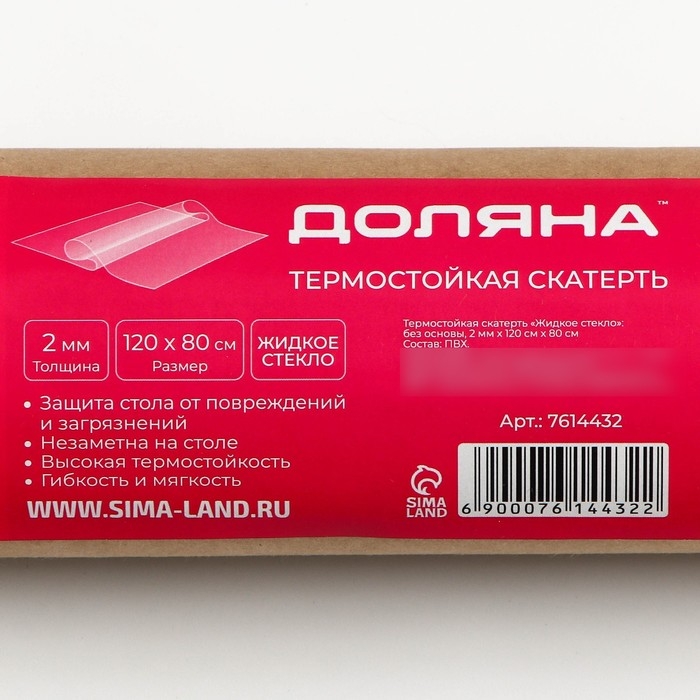 ДОЛЯНА™
ТЕРМОСТОЙКАЯ СКАТЕРТЬ
2 мм
Толщина
120 x 80 см
Размер
ЖИДКОЕ
СТЕКЛО
Термостойкая скатерть «Жидкое стекло»:
без основы, 2 мм x 120 см x 80 см
Состав: ПВХ.
• Защита стола от повреждений
и загрязнений
• Незаметна на столе
• Высокая термостойкость
• Гибкость и мягкость
WWW.SIMA-LAND.RU
Арт.: 7614432
SIMA
LAND
6 900076 144322